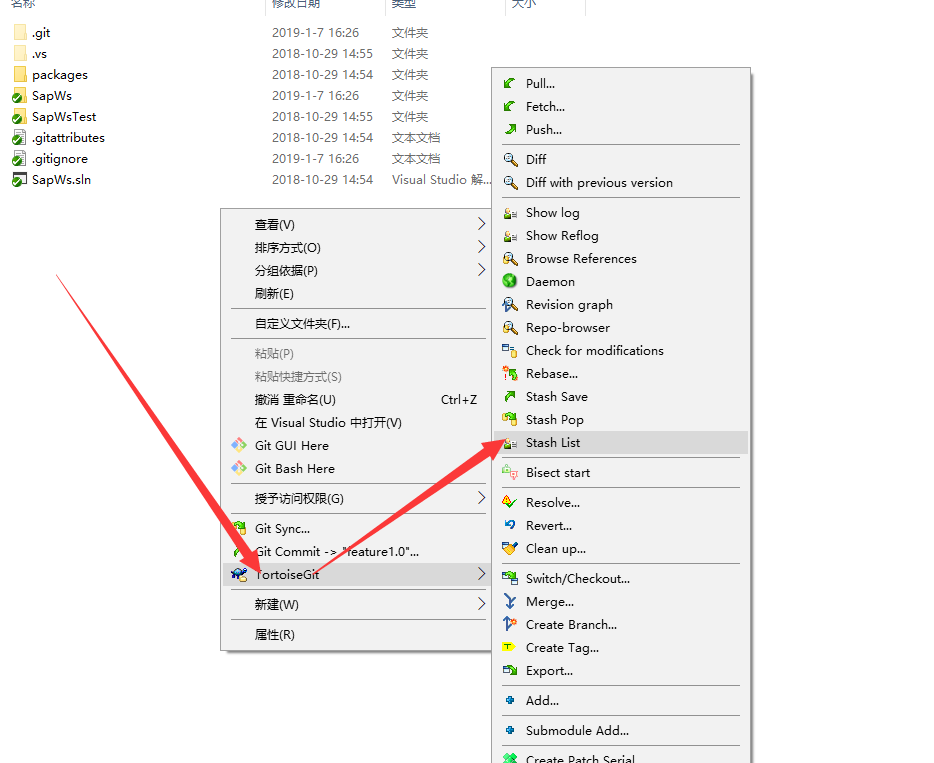 名称 修改日期 类型 大小
.git 2019-1-7 16:26 文件夹
.vs 2018-10-29 14:55 文件夹
packages 2018-10-29 14:54 文件夹
SapWs 2019-1-7 16:26 文件夹
SapWsTest 2018-10-29 14:55 文件夹
.gitattributes 2018-10-29 14:54 文本文档
.gitignore 2019-1-7 16:26 文本文档
SapWs.sln 2018-10-29 14:54 Visual Studio 解...
查看(V)
排序方式(O)
分组依据(P)
刷新(E)
自定义文件夹(F)...
粘贴(P)
粘贴快捷方式(S)
撤消 重命名(U) Ctrl+Z
在 Visual Studio 中打开(V)
Git GUI Here
Git Bash Here
授予访问权限(G)
Git Sync...
Git Commit -> "feature1.0"...
TortoiseGit
新建(W)
属性(R)
Pull...
Fetch...
Push...
Diff
Diff with previous version
Show log
Show Reflog
Browse References
Daemon
Revision graph
Repo-browser
Check for modifications
Rebase...
Stash Save
Stash Pop
Stash List
Bisect start
Resolve...
Revert...
Clean up...
Switch/Checkout...
Merge...
Create Branch...
Create Tag...
Export...
Add...
Submodule Add...
Create Patch Serial